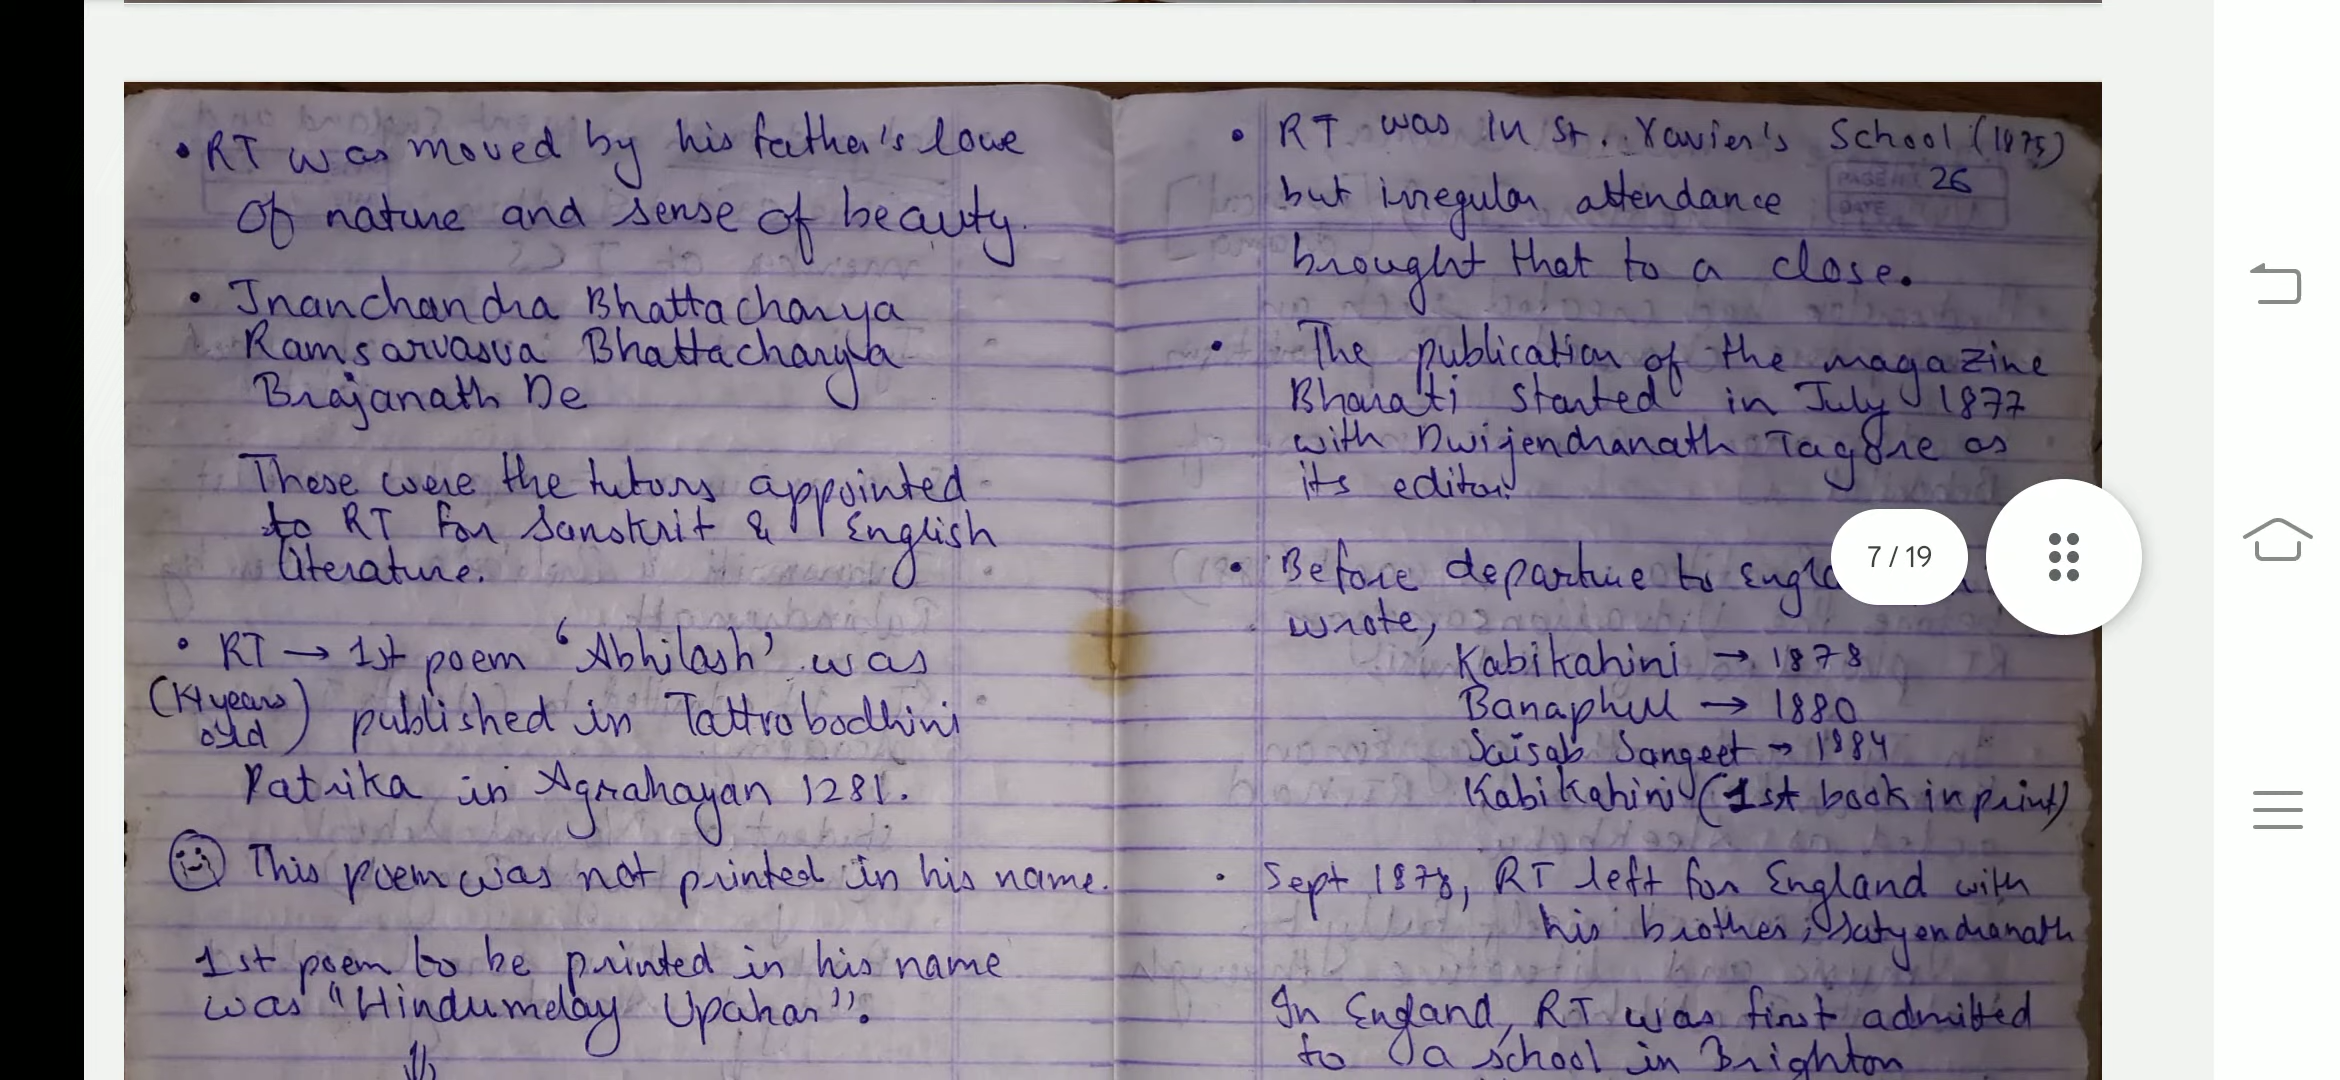 • RT was moved by his father's love
of nature and sense of beauty.
• Jnanchandra Bhattacharya
Ramsarvasva Bhattacharya
Brajanath De
These were the tutors appointed
to RT for Sanskrit & English
literature.
• RT → 1st poem 'Abhilash' was
(14 years old) published in Tattrobodhini
Patrika in Agrahayan 1281.
This poem was not printed in his name.
1st poem to be printed in his name
was "Hindumelay Upahar".
• RT was in St. Xavier's School (1875)
26
but irregular attendance
brought that to a close.
• The publication of the magazine
Bharati started in July 1877
with Dwijendranath Tagore as
its editor.
• Before departure to
wrote,
Kabikahini → 1878
Banaphul → 1880
Saisab Sangeet → 1884
Kabikahini (1st book in print)
• Sept 1878, RT left for England with
his brother, Satyendranath
In England, RT was first admitted
to a school in Brighton
7 / 19